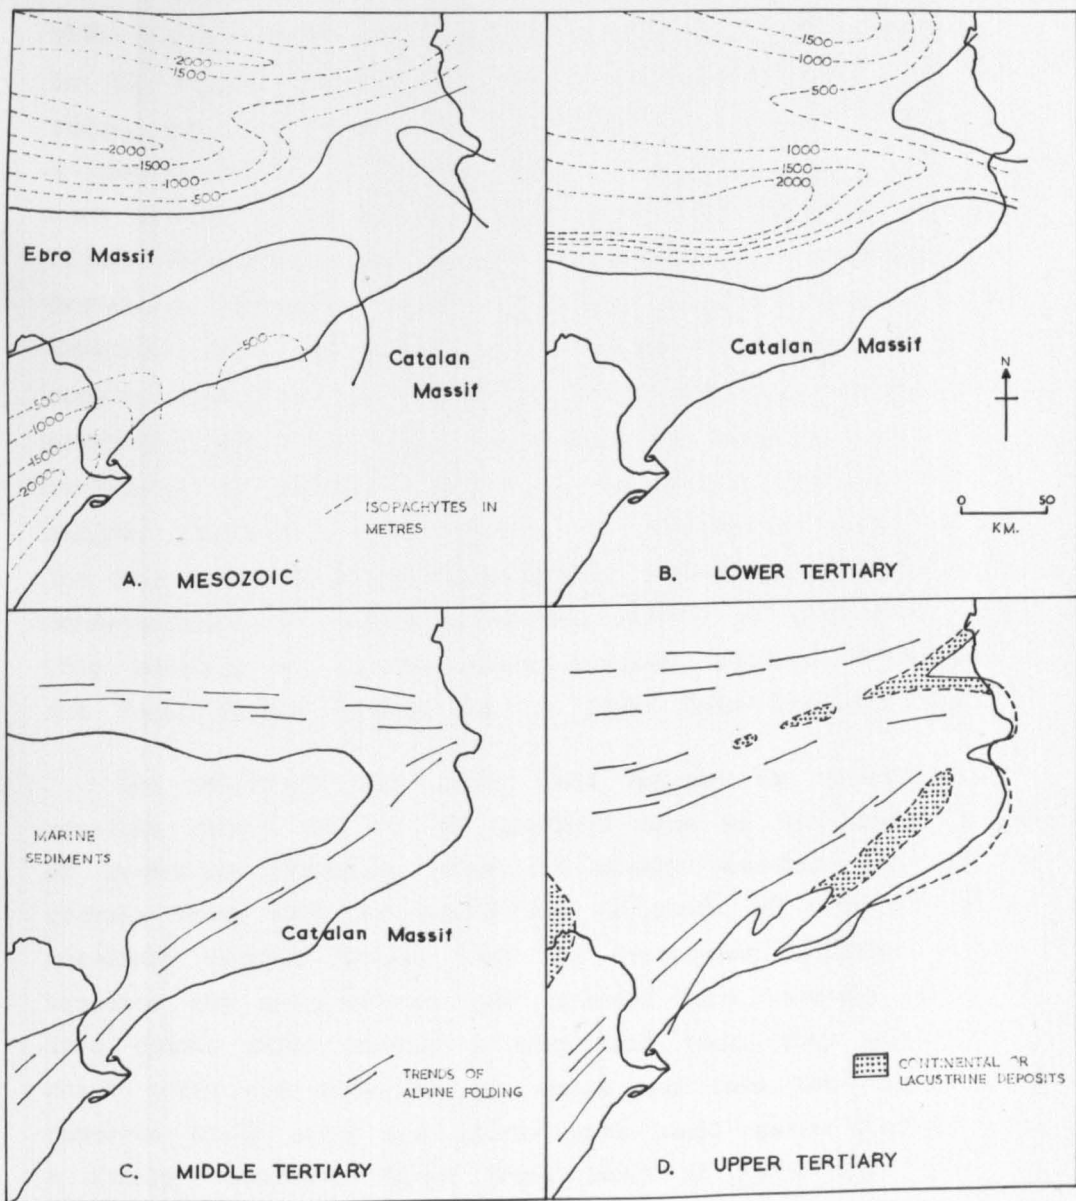 2000
1500
2000
-1500
-1000
-500
Ebro Massif
500
Catalan
Massif
500
1000
1500
2000
ISOPACHYTES IN
METRES
A. MESOZOIC
1500
1000
500
1000
1500
2000
Catalan Massif
N
0 50
KM.
B. LOWER TERTIARY
MARINE
SEDIMENTS
Catalan Massif
TRENDS OF
ALPINE FOLDING
C. MIDDLE TERTIARY
CONTINENTAL OR
LACUSTRINE DEPOSITS
D. UPPER TERTIARY